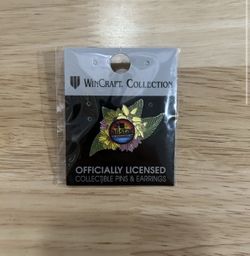 WINCRAFT COLLECTION
OFFICIALLY LICENSED
COLLECTIBLE PINS & EARRINGS